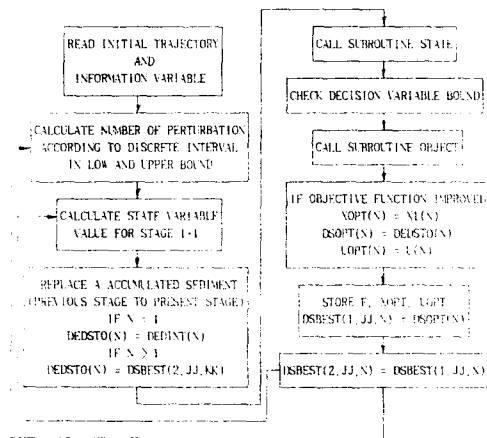 READ INITIAL TRAJECTORY
AND
INFORMATION VARIABLE
CALCULATE NUMBER OF PERTURBATION
ACCORDING TO DISCRETE INTERVAL
IN LOW AND UPPER BOUND
CALCULATE STATE VARIABLE
VALUE FOR STAGE I+1
REPLACE A ACCUMULATED SEDIMENT
(PREVIOUS STAGE TO PRESENT STAGE)
IF N = 1
DEDSTO(N) = DEDINT(N)
IF N > 1
DEDSTO(N) = DSBEST(2,JJ,KK)
CALL SUBROUTINE STATE
CHECK DECISION VARIABLE BOUND
CALL SUBROUTINE OBJECT
IF OBJECTIVE FUNCTION IMPROVED
XOPT(N) = X1(N)
DSOPT(N) = DEDSTO(N)
UOPT(N) = U(N)
STORE F, XOPT, UOPT
DSBEST(1,JJ,N) = DSOPT(N)
DSBEST(2,JJ,N) = DSBEST(1,JJ,N)